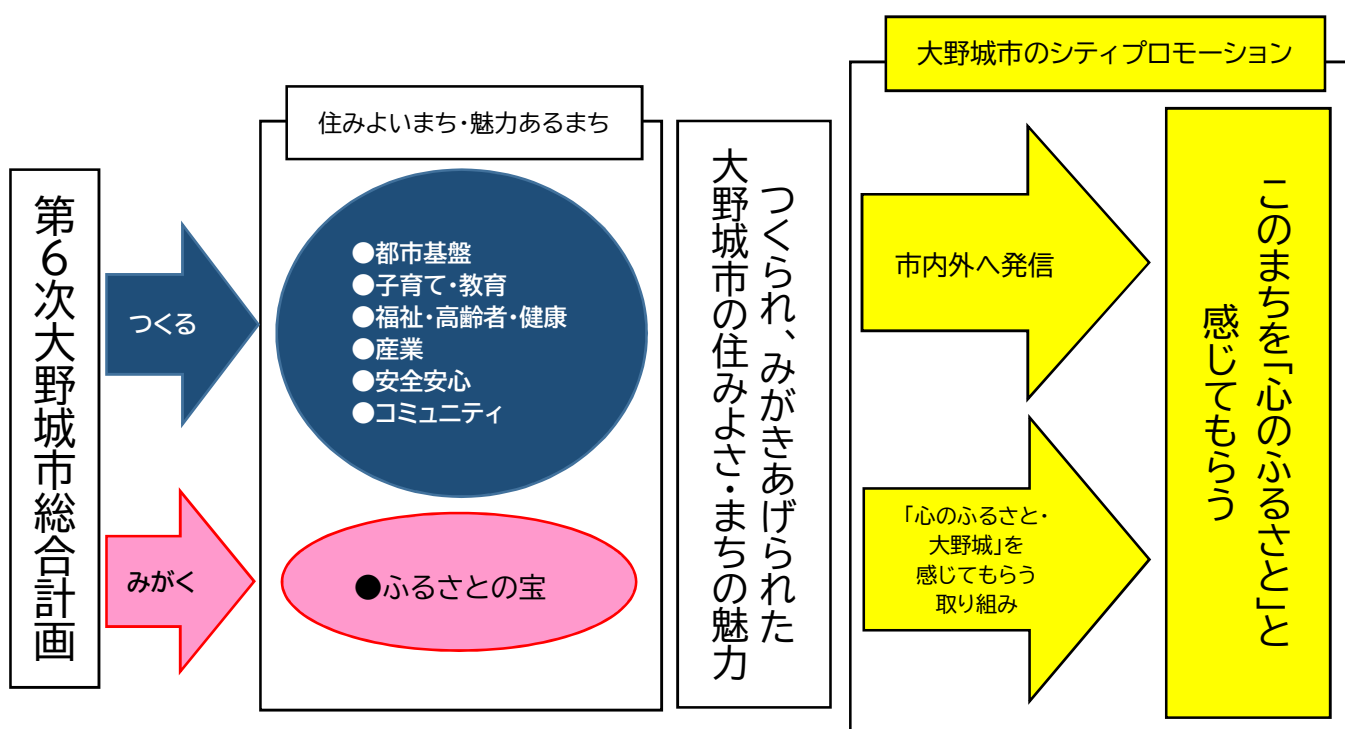 第6次大野城市総合計画
つくる
みがく
住みよいまち・魅力あるまち
●都市基盤
●子育て・教育
●福祉・高齢者・健康
●産業
●安全安心
●コミュニティ
●ふるさとの宝
つくられ、みがきあげられた
大野城市の住みよさ・まちの魅力
大野城市のシティプロモーション
市内外へ発信
「心のふるさと・
大野城」を
感じてもらう
取り組み
このまちを「心のふるさと」と
感じてもらう